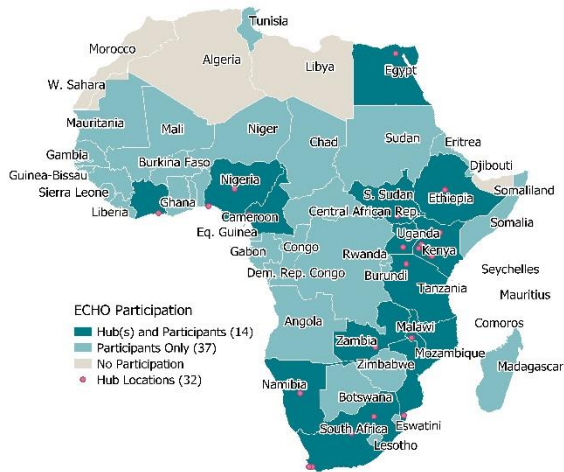 Tunisia
Morocco
Algeria
Libya
Egypt
W. Sahara
Mauritania
Mali
Niger
Chad
Sudan
Eritrea
Gambia
Burkina Faso
Djibouti
Guinea-Bissau
Nigeria
S. Sudan
Ethiopia
Somaliland
Sierra Leone
Ghana
Liberia
Cameroon
Central African Rep.
Somalia
Eq. Guinea
Uganda
Kenya
Gabon
Congo
Rwanda
Seychelles
Dem. Rep. Congo
Burundi
Tanzania
Mauritius
ECHO Participation
Hub(s) and Participants (14)
Participants Only (37)
No Participation
Hub Locations (32)
Angola
Malawi
Comoros
Zambia
Mozambique
Zimbabwe
Madagascar
Namibia
Botswana
South Africa
Eswatini
Lesotho